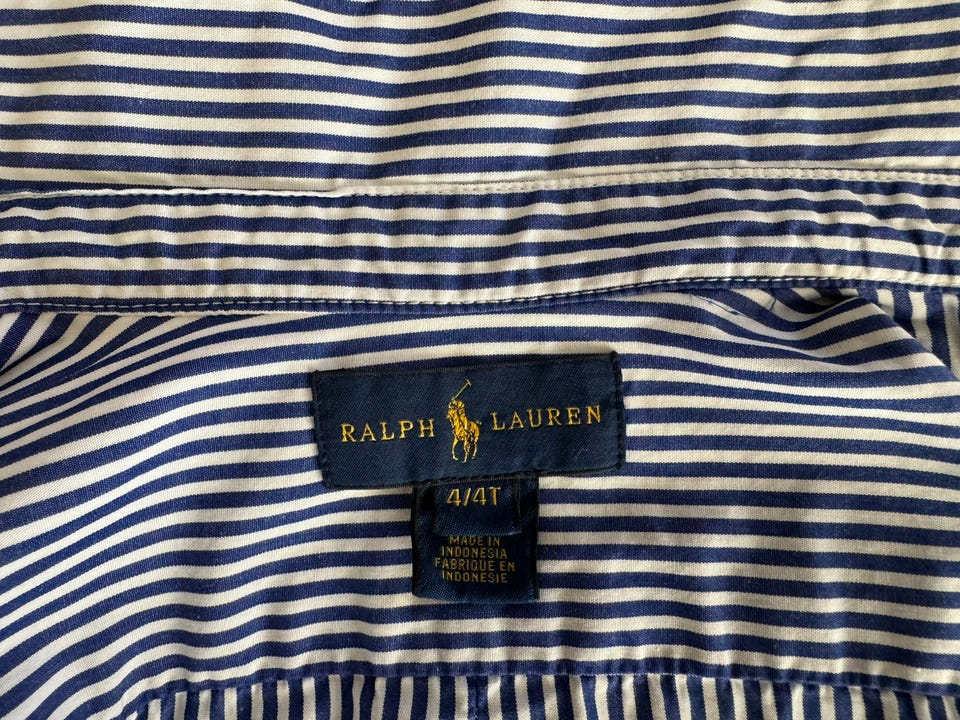 RALPH LAUREN
4/4T
MADE IN
INDONESIA
FABRIQUE EN
INDONESIE